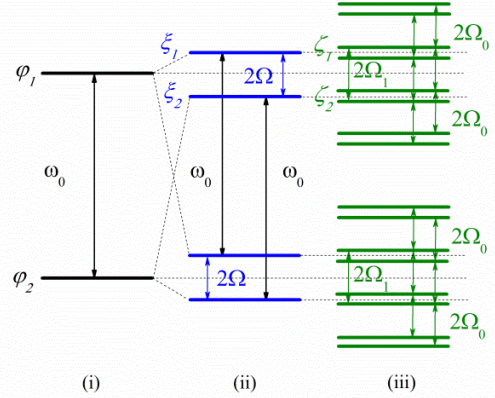 ξ₁ ζ₁ 2Ω₀
φ₁ 2Ω 2Ω₁
ξ₂ ζ₂ 2Ω₀
ω₀ ω₀ ω₀
2Ω₀
φ₂ 2Ω 2Ω₁
2Ω₀
(i) (ii) (iii)